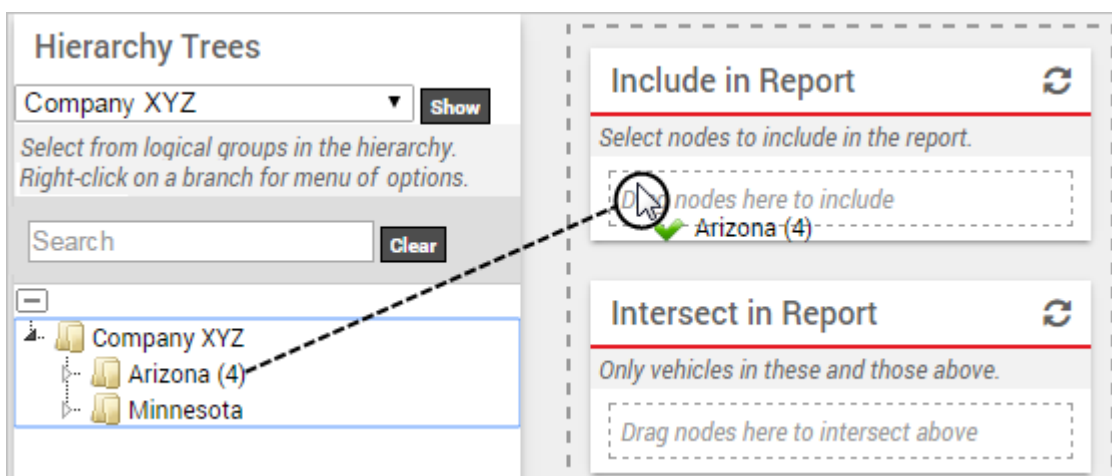 Hierarchy Trees
Company XYZ
Show
Select from logical groups in the hierarchy.
Right-click on a branch for menu of options.
Search
Clear
Company XYZ
Arizona (4)
Minnesota
Include in Report
Select nodes to include in the report.
nodes here to include
Arizona (4)
Intersect in Report
Only vehicles in these and those above.
Drag nodes here to intersect above